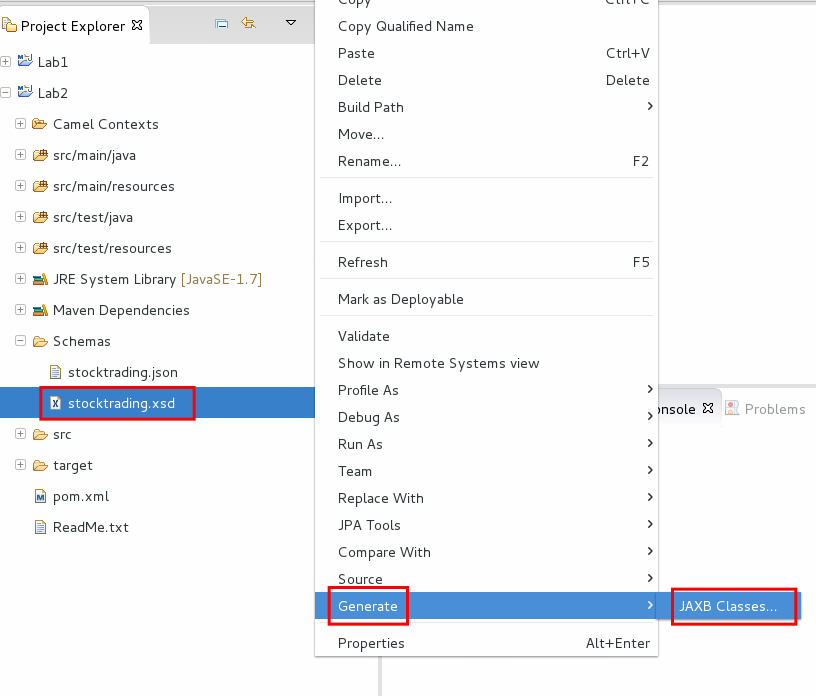 Project Explorer
Lab1
Lab2
Camel Contexts
src/main/java
src/main/resources
src/test/java
src/test/resources
JRE System Library [JavaSE-1.7]
Maven Dependencies
Schemas
stocktrading.json
stocktrading.xsd
src
target
pom.xml
ReadMe.txt
Copy Ctrl+C
Copy Qualified Name
Paste Ctrl+V
Delete Delete
Build Path
Move...
Rename... F2
Import...
Export...
Refresh F5
Mark as Deployable
Validate
Show in Remote Systems view
Profile As
Debug As
Run As
Team
Replace With
JPA Tools
Compare With
Source
Generate
Properties Alt+Enter
JAXB Classes...
onsole
Problems